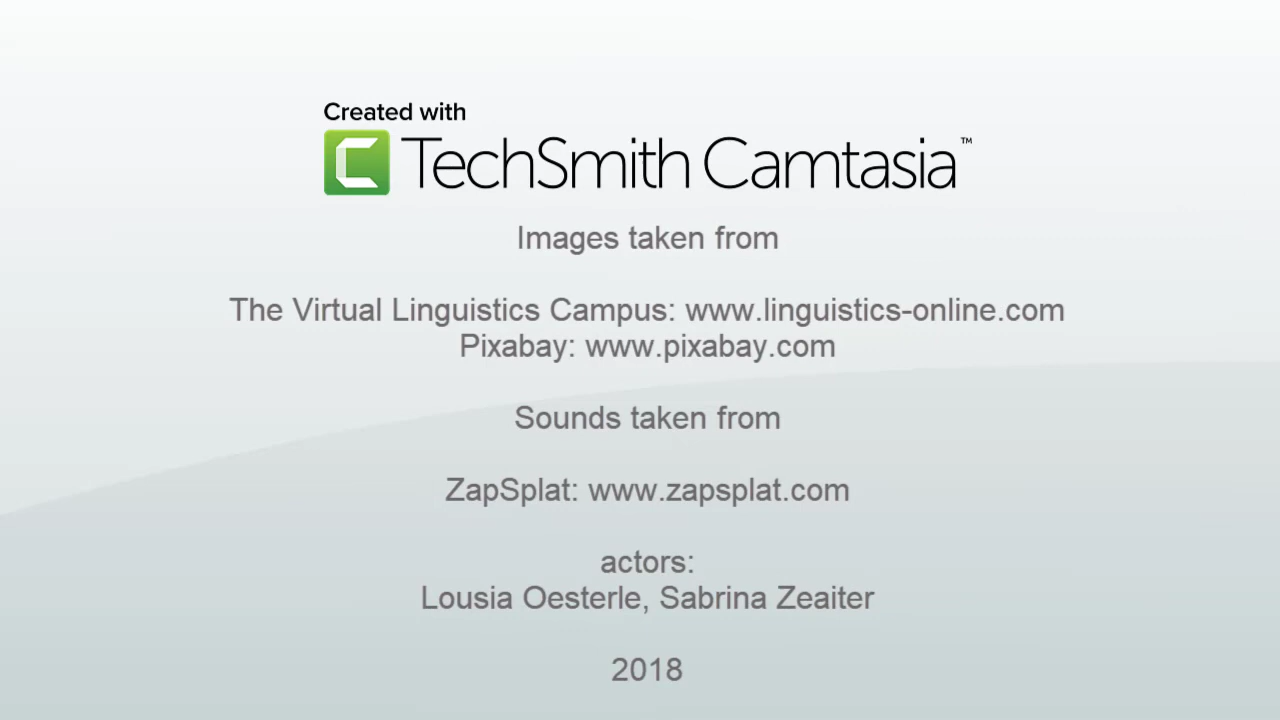 Created with
TechSmith Camtasia™
Images taken from
The Virtual Linguistics Campus: www.linguistics-online.com
Pixabay: www.pixabay.com
Sounds taken from
ZapSplat: www.zapsplat.com
actors:
Lousia Oesterle, Sabrina Zeaiter
2018